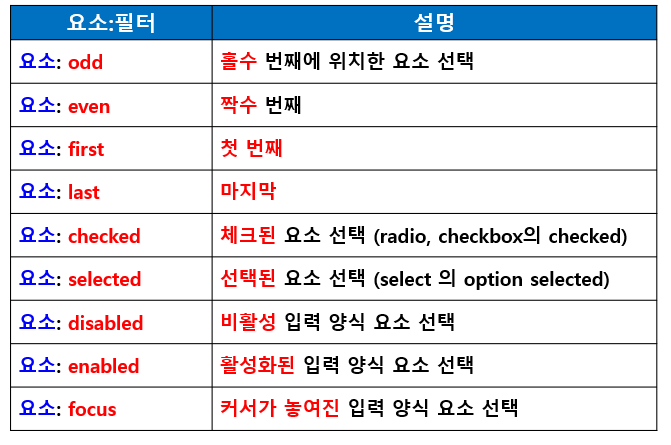 요소:필터 설명
요소: odd 홀수 번째에 위치한 요소 선택
요소: even 짝수 번째
요소: first 첫 번째
요소: last 마지막
요소: checked 체크된 요소 선택 (radio, checkbox의 checked)
요소: selected 선택된 요소 선택 (select 의 option selected)
요소: disabled 비활성 입력 양식 요소 선택
요소: enabled 활성화된 입력 양식 요소 선택
요소: focus 커서가 놓여진 입력 양식 요소 선택